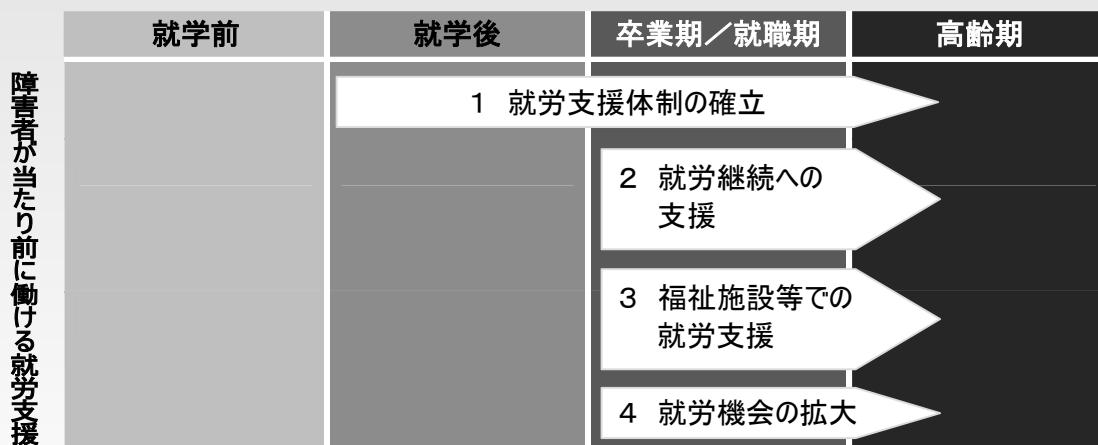 就学前
就学後
卒業期／就職期
高齢期
障害者が当たり前に働ける就労支援
1 就労支援体制の確立
2 就労継続への
支援
3 福祉施設等での
就労支援
4 就労機会の拡大